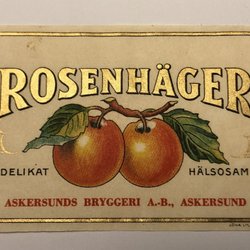 ROSENHÄGER
DELIKAT HÄLSOSAM
ASKERSUNDS BRYGGERI A.-B., ASKERSUND